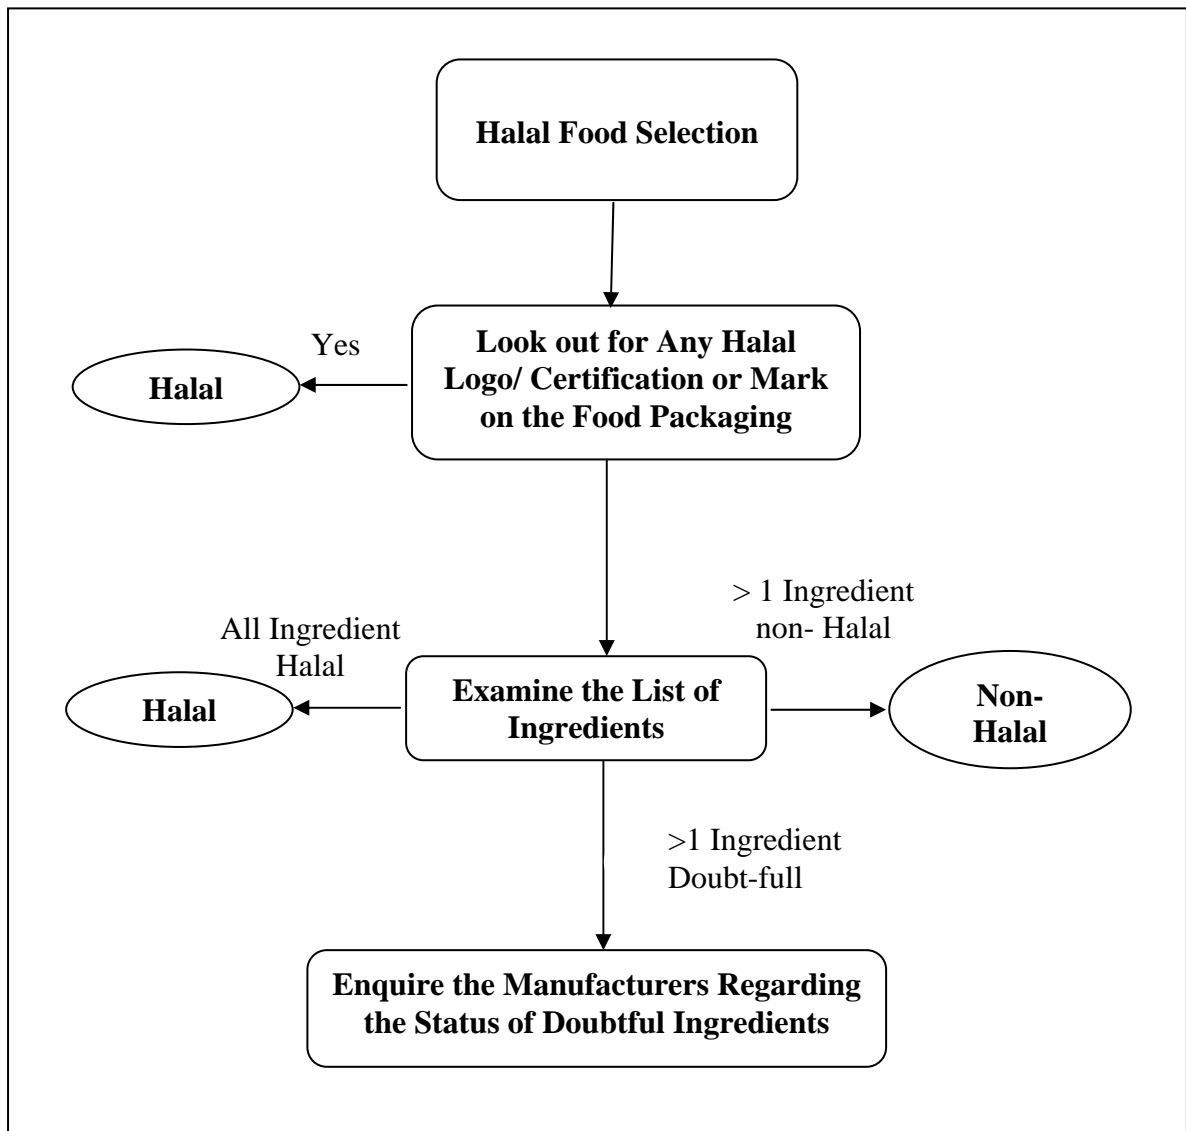 Halal Food Selection
Look out for Any Halal
Logo/ Certification or Mark
on the Food Packaging
Yes
Halal
> 1 Ingredient
non- Halal
All Ingredient
Halal
Examine the List of
Ingredients
Halal
Non-
Halal
>1 Ingredient
Doubt-full
Enquire the Manufacturers Regarding
the Status of Doubtful Ingredients